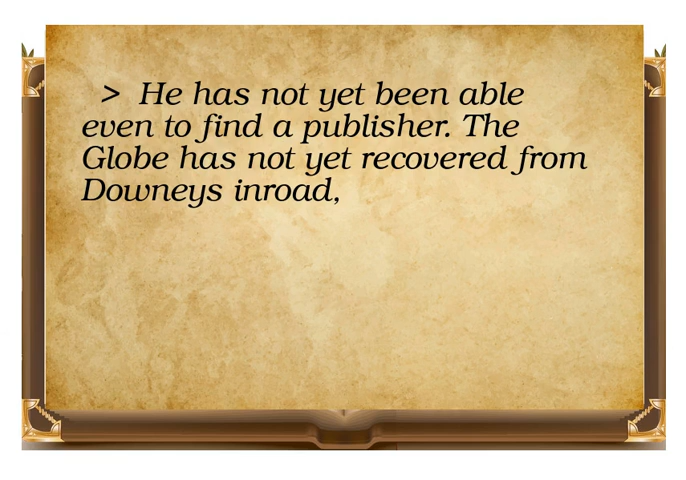 > He has not yet been able
even to find a publisher. The
Globe has not yet recovered from
Downeys inroad,